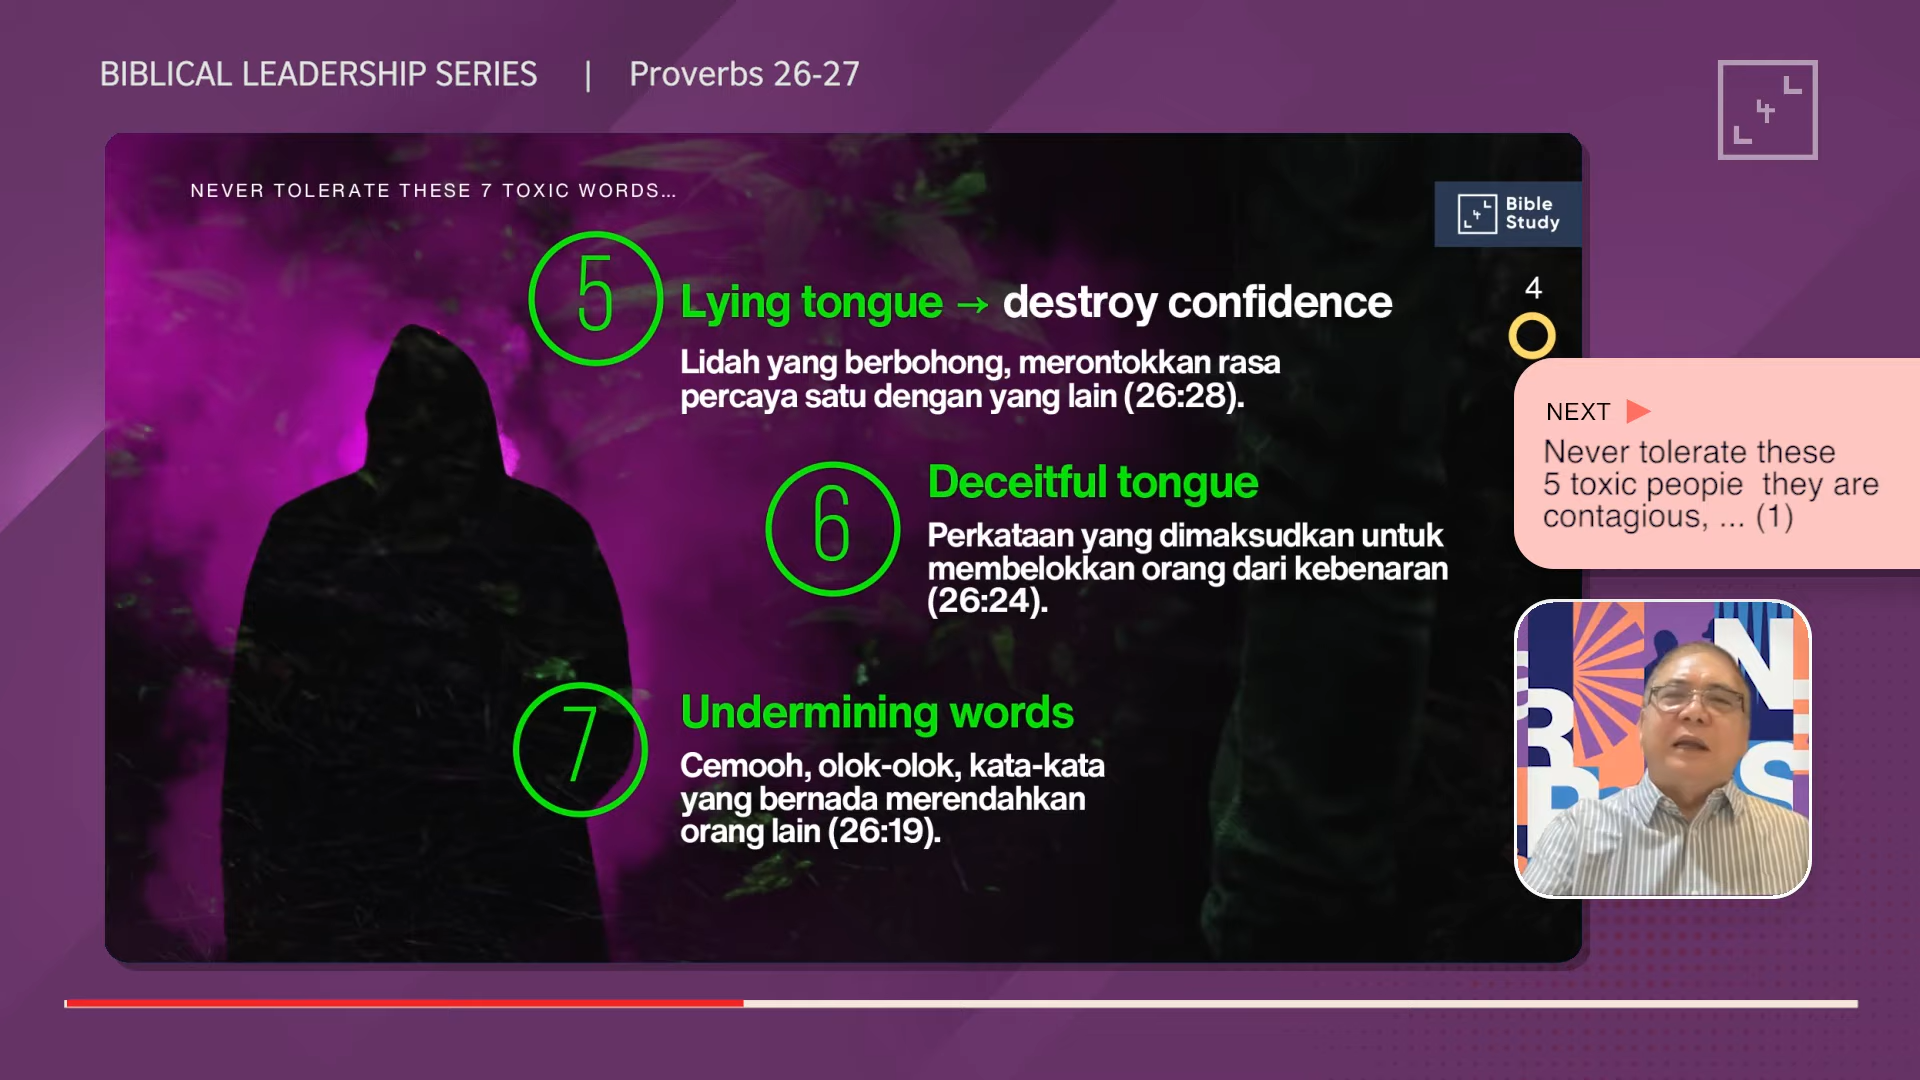 BIBLICAL LEADERSHIP SERIES | Proverbs 26-27
NEVER TOLERATE THESE 7 TOXIC WORDS...
Bible
Study
4
5
Lying tongue → destroy confidence
Lidah yang berbohong, merontokkan rasa
percaya satu dengan yang lain (26:28).
6
Deceitful tongue
Perkataan yang dimaksudkan untuk
membelokkan orang dari kebenaran
(26:24).
7
Undermining words
Cemooh, olok-olok, kata-kata
yang bernada merendahkan
orang lain (26:19).
NEXT ▶
Never tolerate these
5 toxic peopie they are
contagious, ... (1)